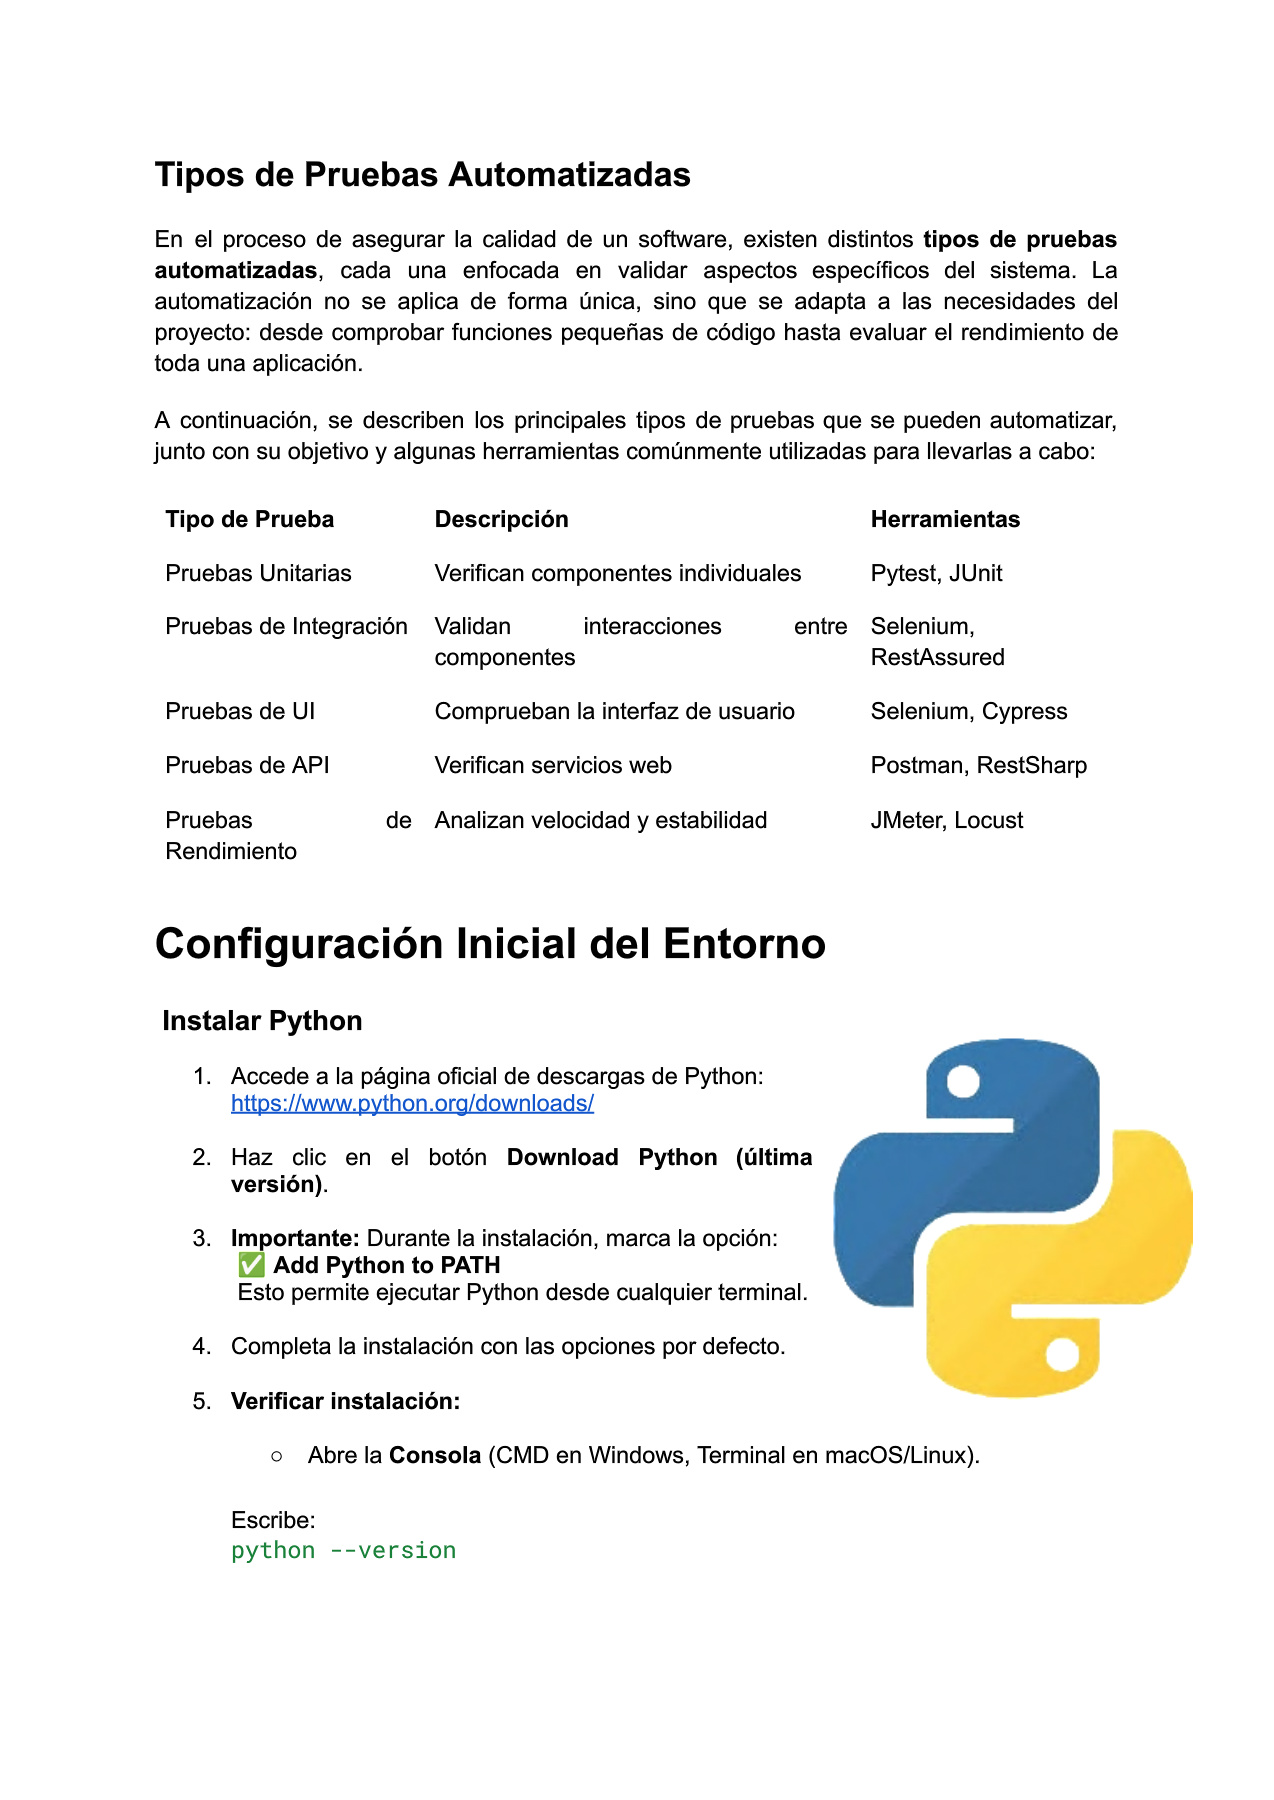 Tipos de Pruebas Automatizadas
En el proceso de asegurar la calidad de un software, existen distintos tipos de pruebas
automatizadas, cada una enfocada en validar aspectos específicos del sistema. La
automatización no se aplica de forma única, sino que se adapta a las necesidades del
proyecto: desde comprobar funciones pequeñas de código hasta evaluar el rendimiento de
toda una aplicación.
A continuación, se describen los principales tipos de pruebas que se pueden automatizar,
junto con su objetivo y algunas herramientas comúnmente utilizadas para llevarlas a cabo:
Tipo de Prueba Descripción Herramientas
Pruebas Unitarias Verifican componentes individuales Pytest, JUnit
Pruebas de Integración Validan interacciones entre Selenium,
componentes RestAssured
Pruebas de UI Comprueban la interfaz de usuario Selenium, Cypress
Pruebas de API Verifican servicios web Postman, RestSharp
Pruebas de Analizan velocidad y estabilidad JMeter, Locust
Rendimiento
Configuración Inicial del Entorno
Instalar Python
1. Accede a la página oficial de descargas de Python:
https://www.python.org/downloads/
2. Haz clic en el botón Download Python (última
versión).
3. Importante: Durante la instalación, marca la opción:
✅ Add Python to PATH
Esto permite ejecutar Python desde cualquier terminal.
4. Completa la instalación con las opciones por defecto.
5. Verificar instalación:
○ Abre la Consola (CMD en Windows, Terminal en macOS/Linux).
Escribe:
python --version